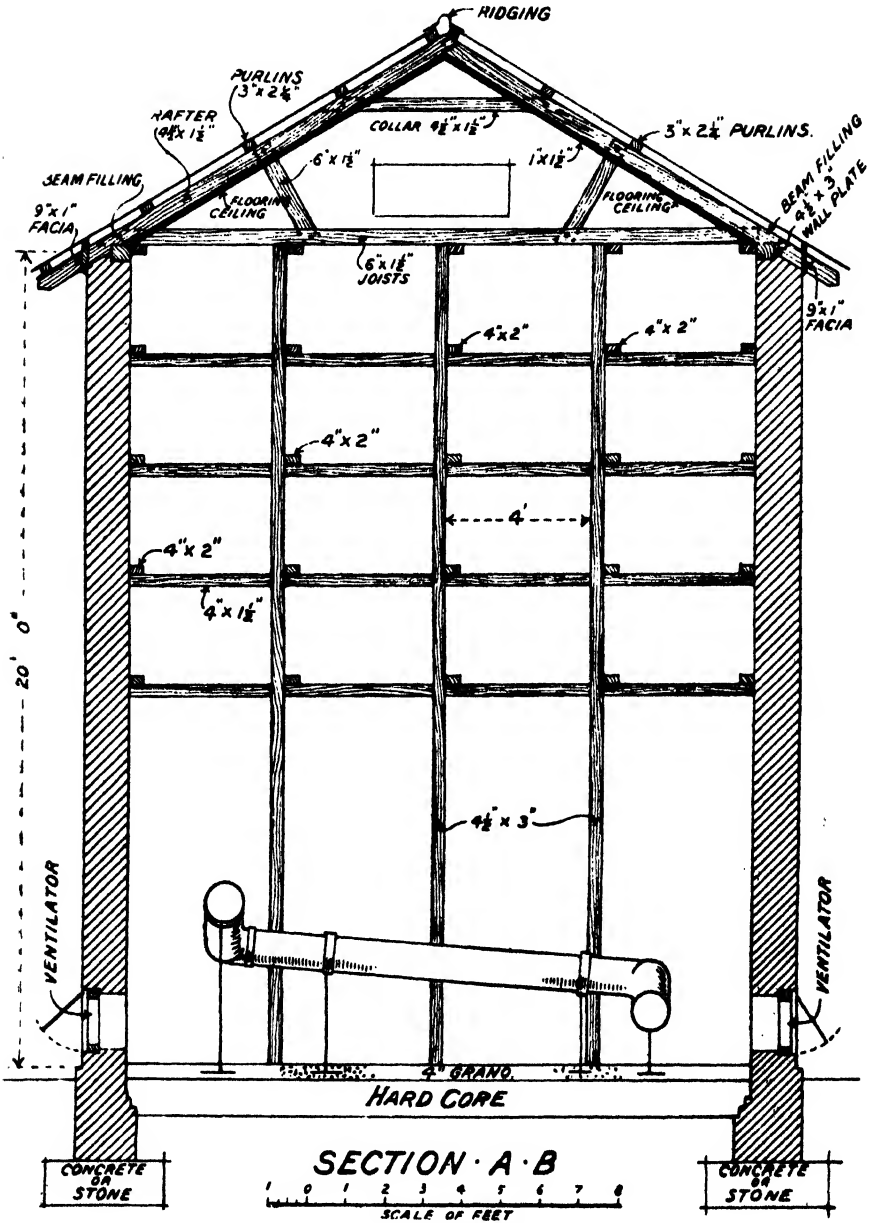 RIDGING
PURLINS
3" x 2¼"
RAFTER
4½" x 1½"
COLLAR 4½" x 1½"
3" x 2¼" PURLINS.
6" x 1½"
1" x 1½"
BEAM FILLING
FLOORING
CEILING
FLOORING
CEILING
BEAM FILLING
4½" x 3"
WALL PLATE
9" x 1"
FACIA
6" x 1½"
JOISTS
9" x 1"
FACIA
4" x 2"
4" x 2"
4" x 2"
4'
4" x 2"
4" x 1½"
20' 0"
4½" x 3"
VENTILATOR
VENTILATOR
4" GRANO.
HARD CORE
CONCRETE
OR
STONE
SECTION · A · B
CONCRETE
OR
STONE
1 0 1 2 3 4 5 6 7 8
SCALE OF FEET